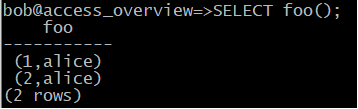 bob@access_overview=>SELECT foo();
    foo
-----------
 (1,alice)
 (2,alice)
(2 rows)